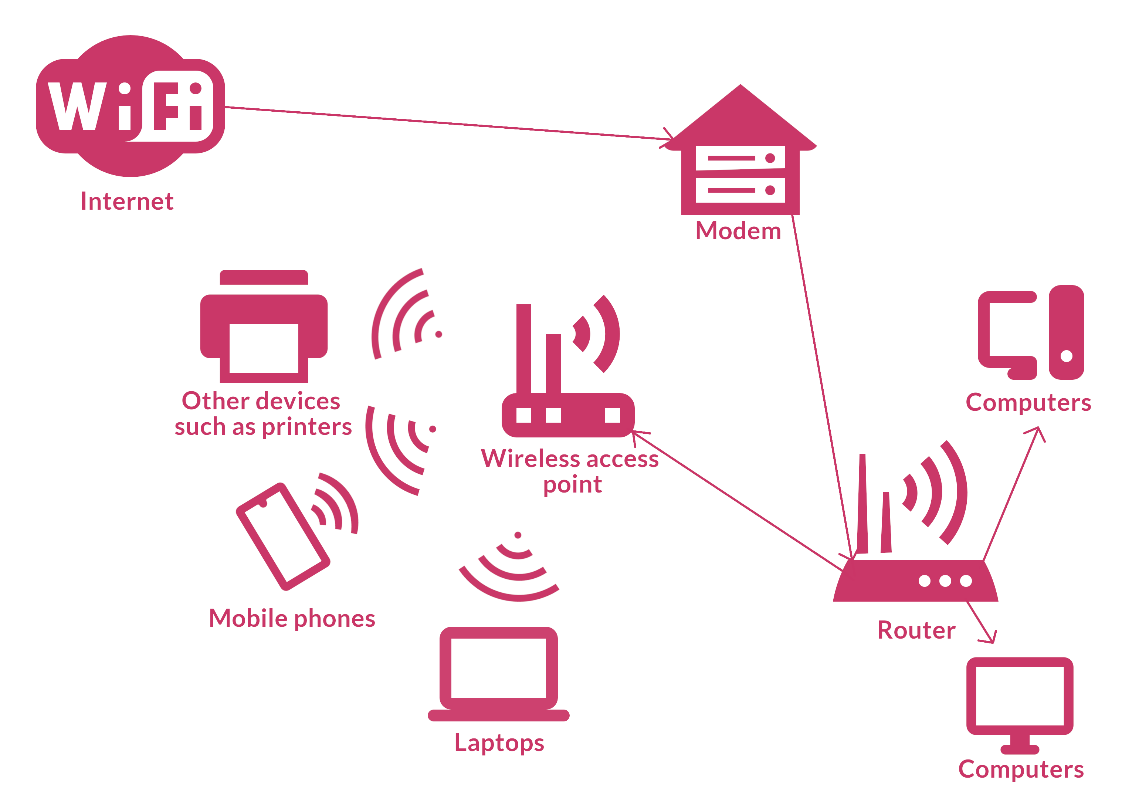 WiFi
Internet
Modem
Other devices
such as printers
Wireless access
point
Computers
Mobile phones
Router
Laptops
Computers